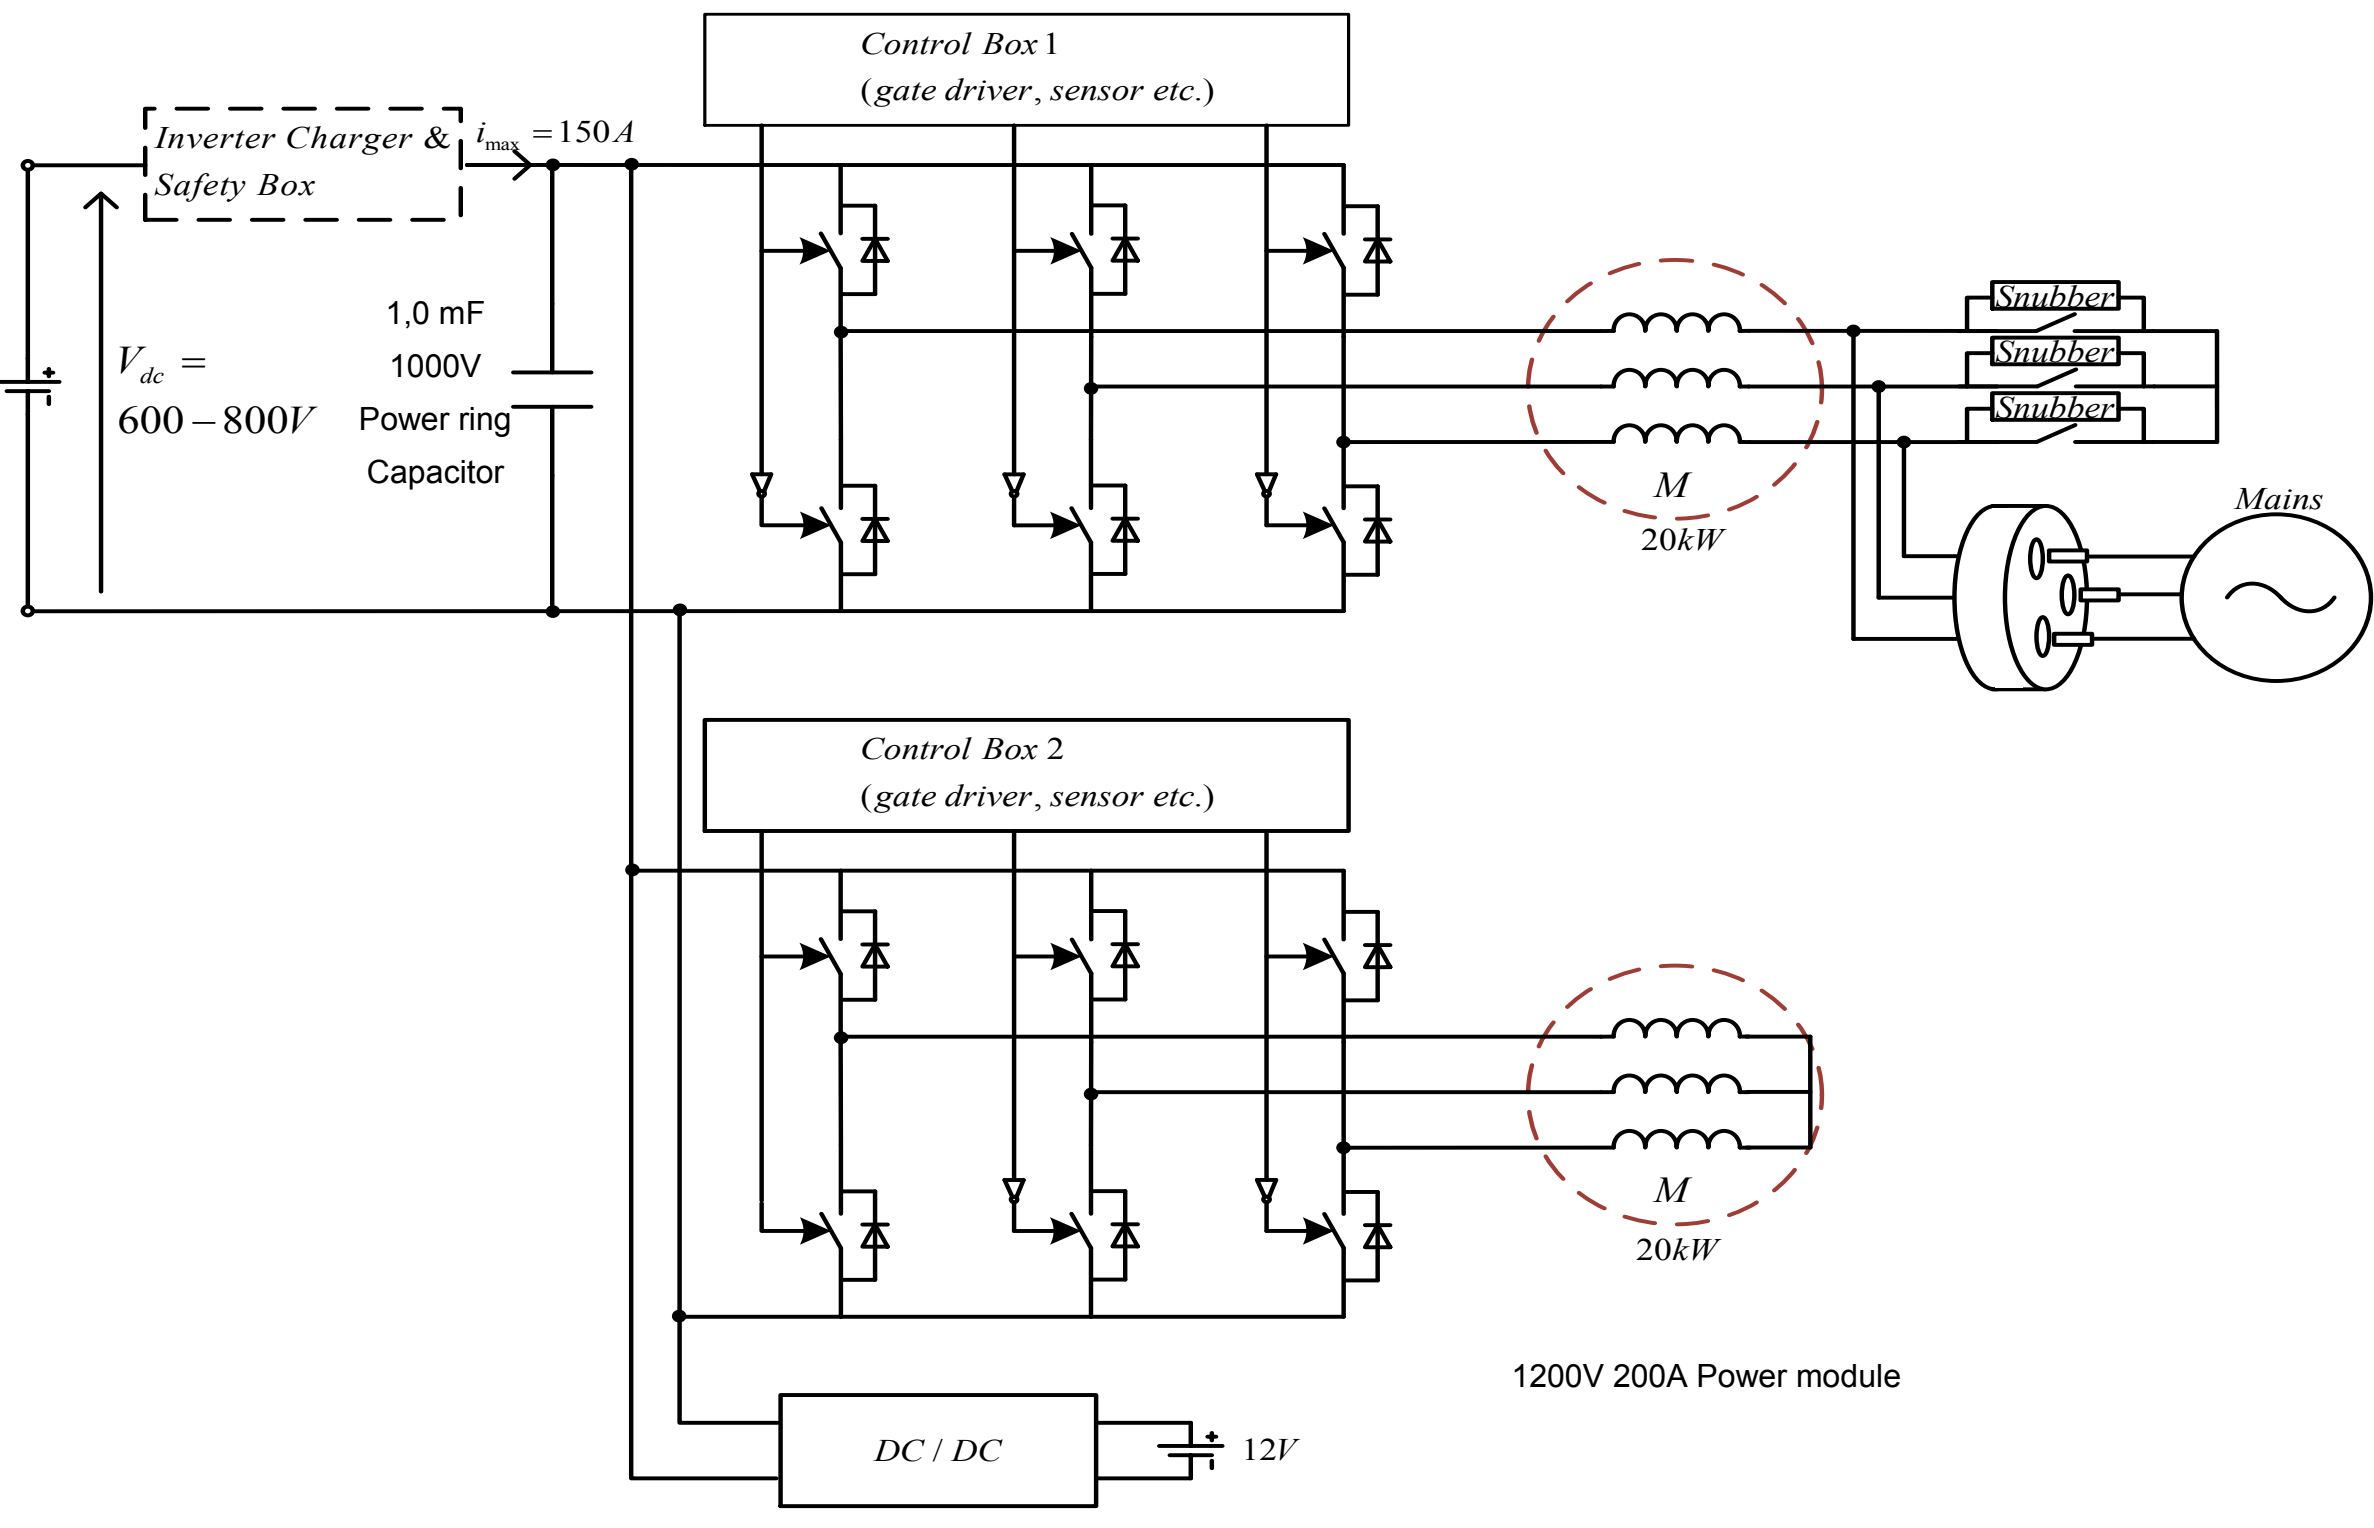 Control Box 1
(gate driver, sensor etc.)
Inverter Charger &
Safety Box
i_max = 150A
1,0 mF
1000V
Power ring
Capacitor
V_dc =
600 – 800V
Snubber
Snubber
Snubber
M
20kW
Mains
Control Box 2
(gate driver, sensor etc.)
M
20kW
1200V 200A Power module
DC / DC
12V